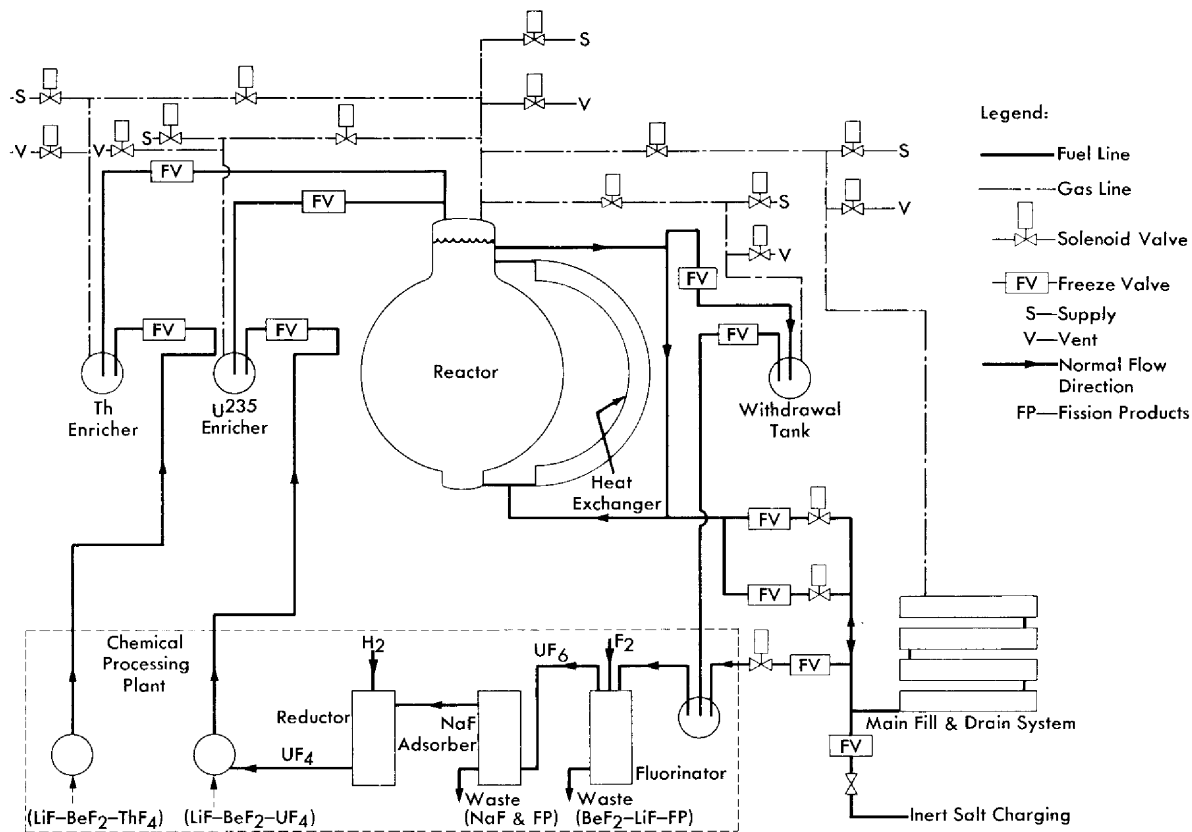 S
V
S
V
S
V
FV
FV
S
V
S
V
FV
FV
FV
FV
Th
Enricher
U235
Enricher
Reactor
Heat
Exchanger
Withdrawal
Tank
Legend:
Fuel Line
Gas Line
Solenoid Valve
FV Freeze Valve
S—Supply
V—Vent
Normal Flow
Direction
FP—Fission Products
FV
FV
FV
Main Fill & Drain System
FV
Inert Salt Charging
Chemical
Processing
Plant
H2
UF6
F2
Reductor
NaF
Adsorber
UF4
Fluorinator
Waste
(NaF & FP)
Waste
(BeF2–LiF–FP)
(LiF–BeF2–ThF4)
(LiF–BeF2–UF4)